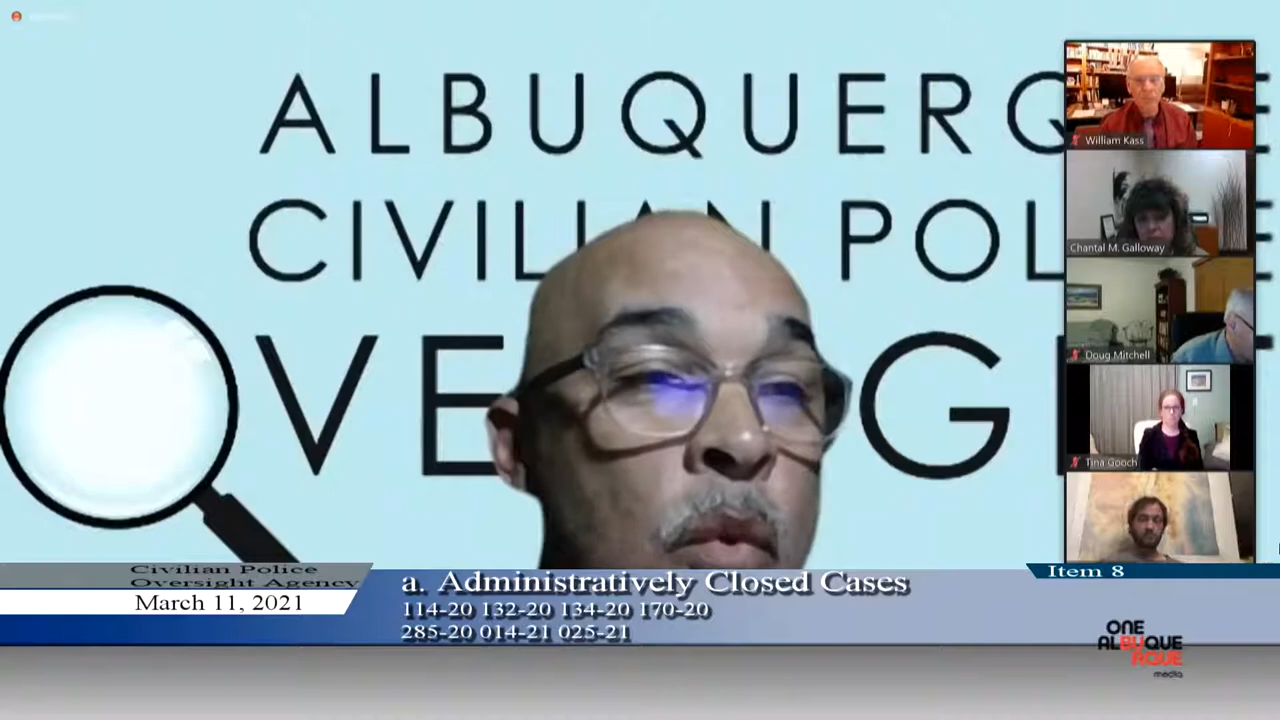 ALBUQUERQ
CIVILIAN POL
VE
G
William Kass
Chantal M. Galloway
Doug Mitchell
Tina Gooch
Civilian Police
Oversight Agency
March 11, 2021
a. Administratively Closed Cases
114-20 132-20 134-20 170-20
285-20 014-21 025-21
Item 8
ONE
ALBUQUE
RQUE
media